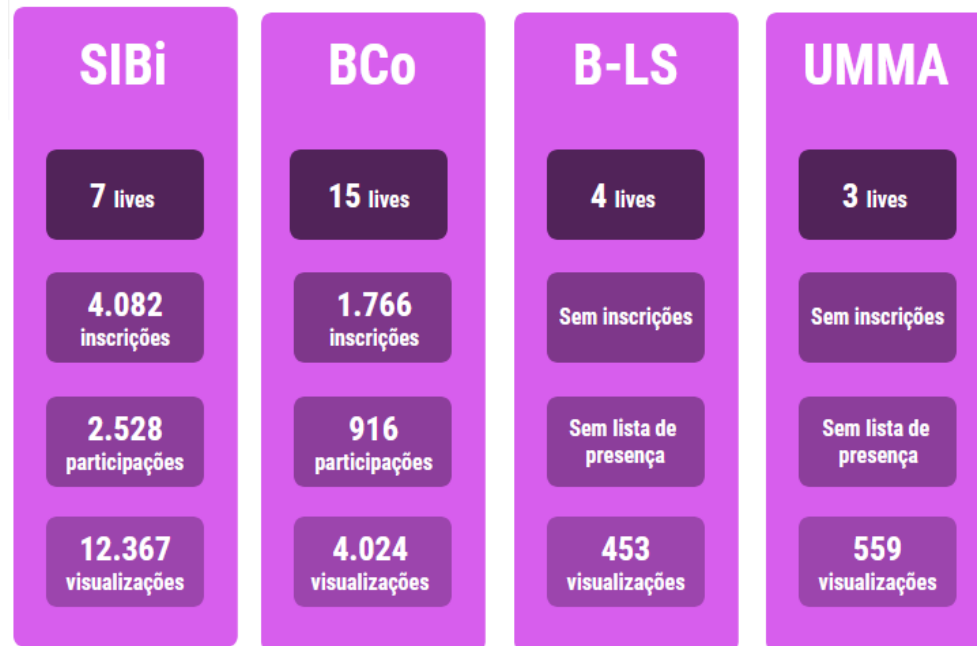 SIBi
7 lives
4.082
inscrições
2.528
participações
12.367
visualizações
BCo
15 lives
1.766
inscrições
916
participações
4.024
visualizações
B-LS
4 lives
Sem inscrições
Sem lista de
presença
453
visualizações
UMMA
3 lives
Sem inscrições
Sem lista de
presença
559
visualizações